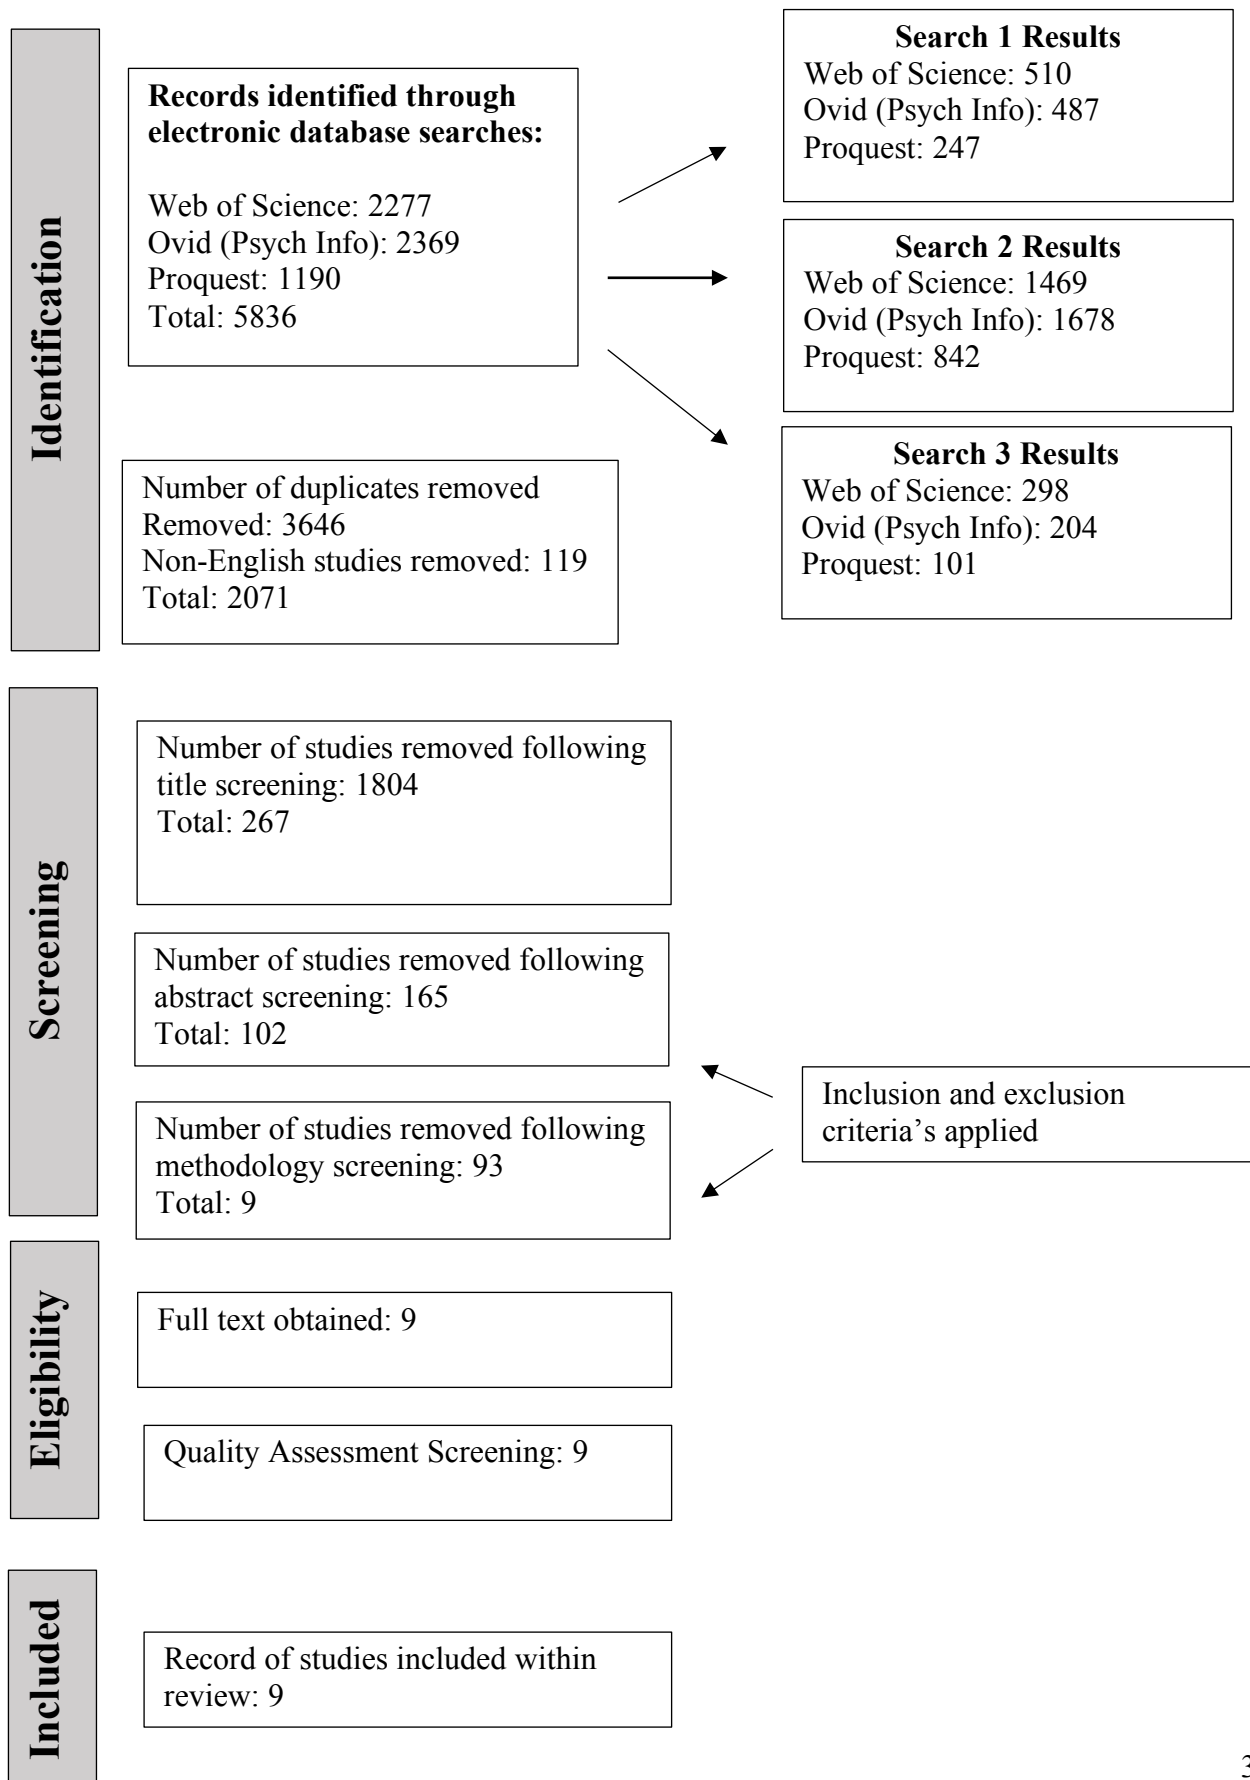 Identification
Records identified through
electronic database searches:
Web of Science: 2277
Ovid (Psych Info): 2369
Proquest: 1190
Total: 5836
Search 1 Results
Web of Science: 510
Ovid (Psych Info): 487
Proquest: 247
Search 2 Results
Web of Science: 1469
Ovid (Psych Info): 1678
Proquest: 842
Search 3 Results
Web of Science: 298
Ovid (Psych Info): 204
Proquest: 101
Number of duplicates removed
Removed: 3646
Non-English studies removed: 119
Total: 2071
Screening
Number of studies removed following
title screening: 1804
Total: 267
Number of studies removed following
abstract screening: 165
Total: 102
Number of studies removed following
methodology screening: 93
Total: 9
Inclusion and exclusion
criteria's applied
Eligibility
Full text obtained: 9
Quality Assessment Screening: 9
Included
Record of studies included within
review: 9
3